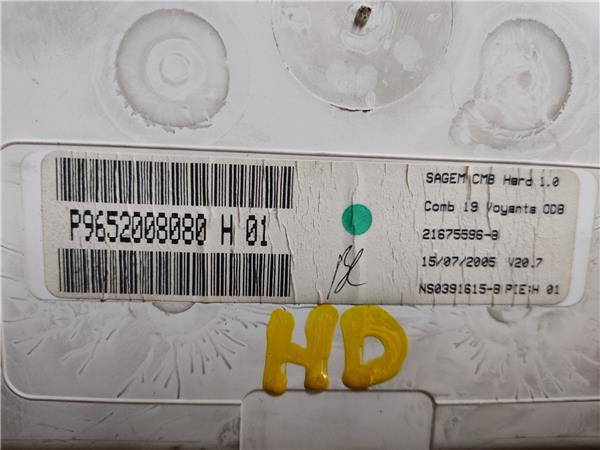 P9652008080 H 01
SAGEM CMB Hard 1.0
Comb 19 Voyants ODB
21675596-8
15/07/2005 V20.7
NS0391615-8 PIE:H 01
HD